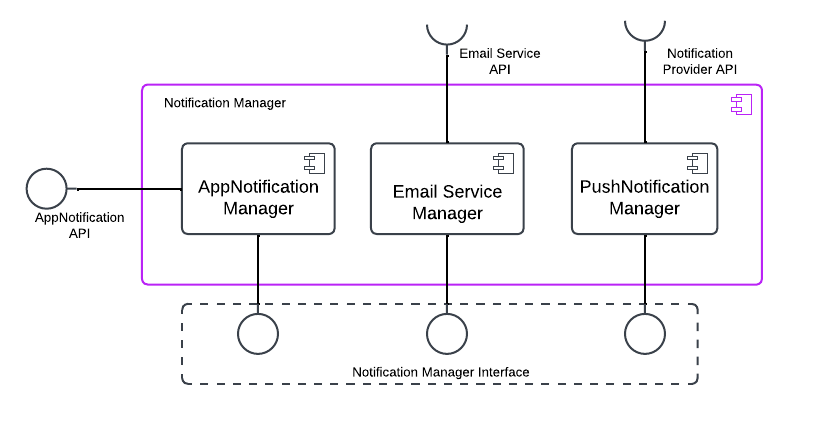 Email Service
API
Notification
Provider API
Notification Manager
AppNotification
Manager
Email Service
Manager
PushNotification
Manager
AppNotification
API
Notification Manager Interface